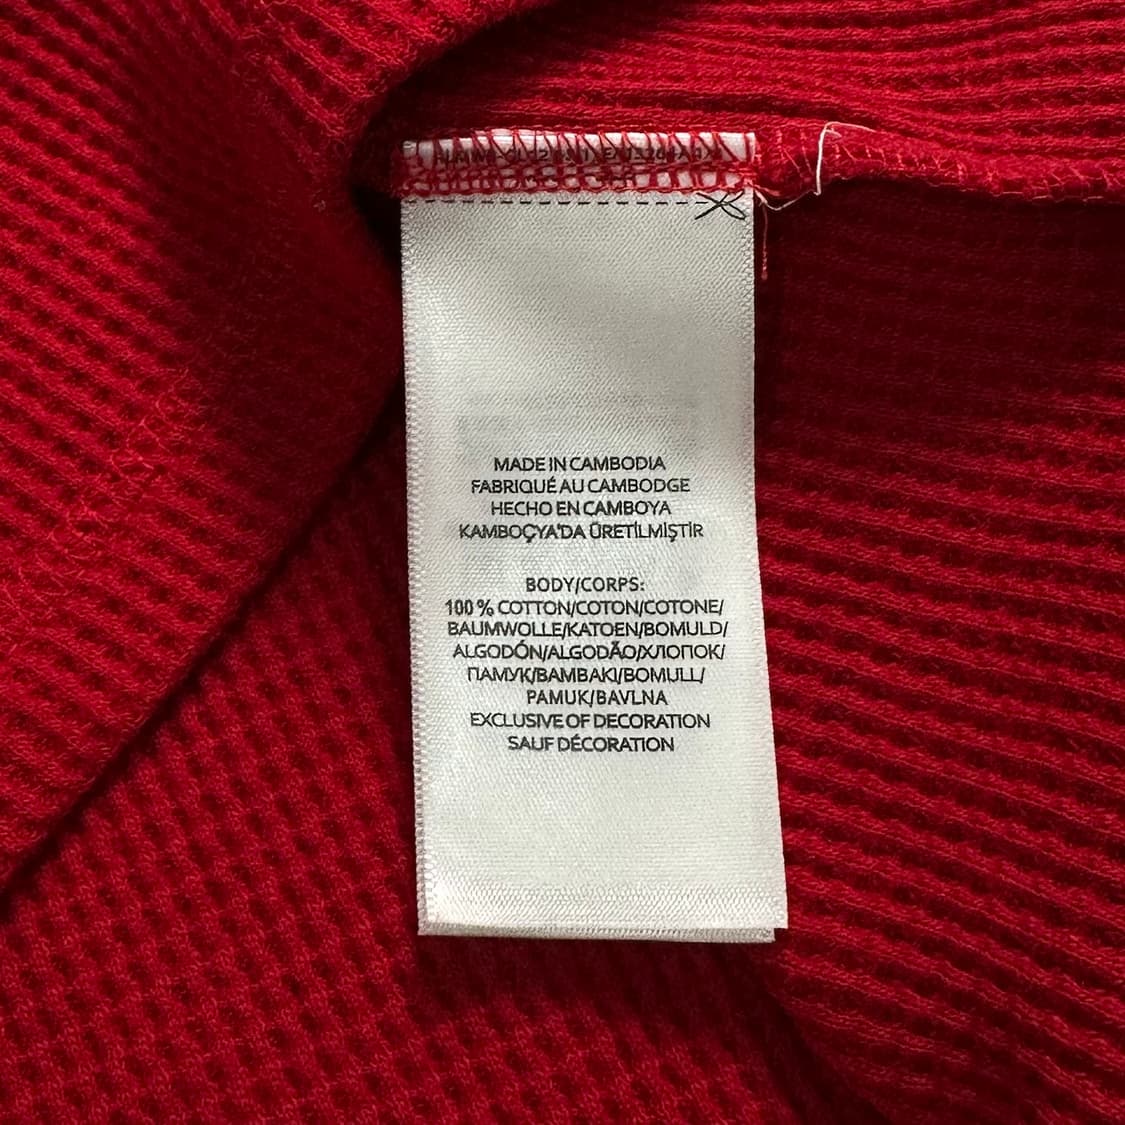 MADE IN CAMBODIA
FABRIQUÉ AU CAMBODGE
HECHO EN CAMBOYA
KAMBOÇYA'DA ÜRETİLMİŞTİR
BODY/CORPS:
100 % COTTON/COTON/COTONE/
BAUMWOLLE/KATOEN/BOMULD/
ALGODÓN/ALGODÃO/ХЛОПОК/
ПАМУК/BAMBAKI/BOMULL/
PAMUK/BAVLNA
EXCLUSIVE OF DECORATION
SAUF DÉCORATION